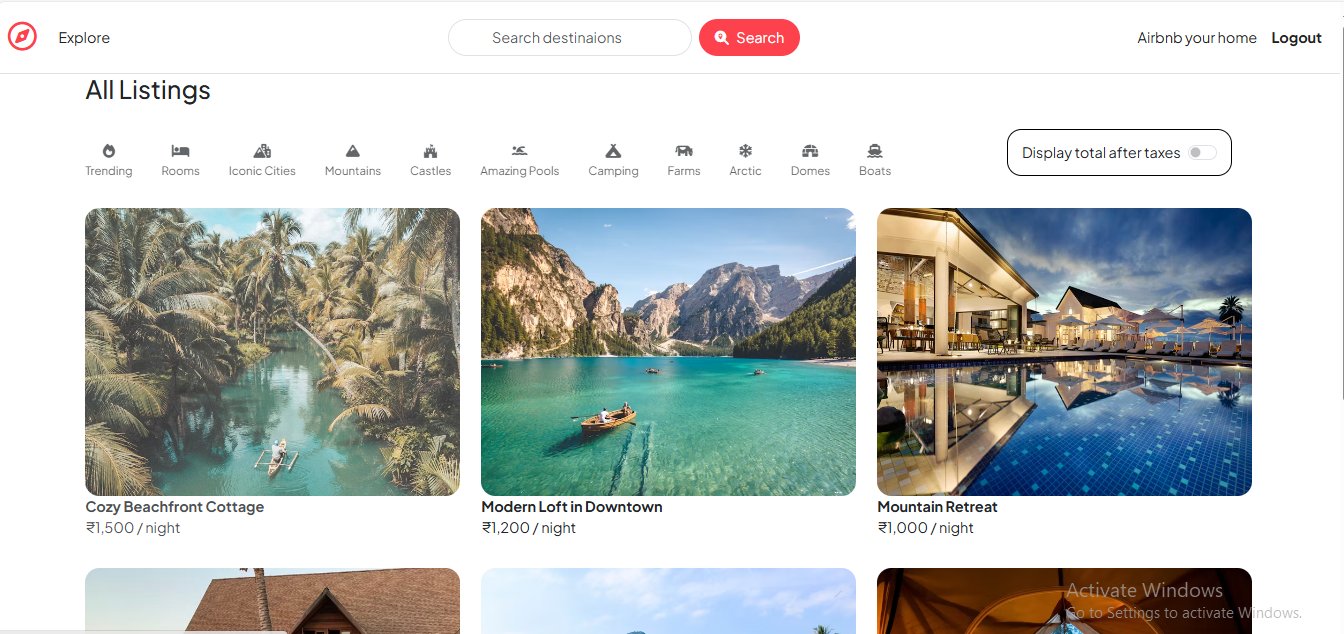 Explore
Search destinaions
Search
Airbnb your home
Logout
All Listings
Trending
Rooms
Iconic Cities
Mountains
Castles
Amazing Pools
Camping
Farms
Arctic
Domes
Boats
Display total after taxes
Cozy Beachfront Cottage
₹1,500 / night
Modern Loft in Downtown
₹1,200 / night
Mountain Retreat
₹1,000 / night
Activate Windows
Go to Settings to activate Windows.